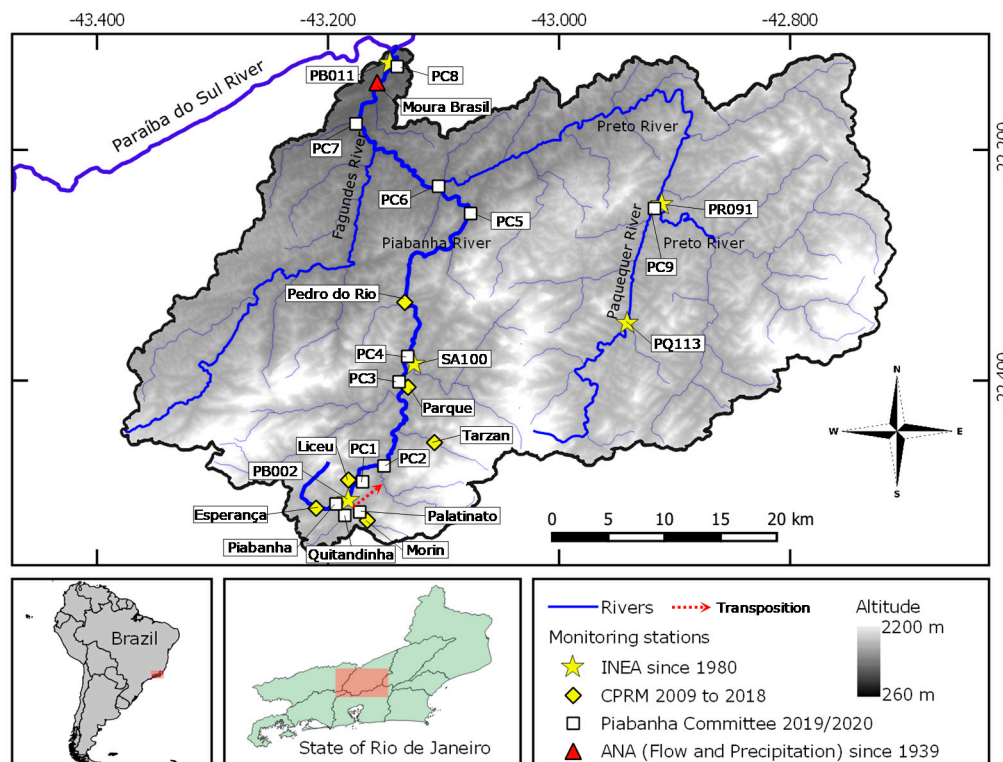 -43.400
-43.200
-43.000
-42.800
Paraíba do Sul River
PB011
PC8
Moura Brasil
PC7
Fagundes River
Preto River
PC6
PC5
Piabanha River
PR091
Preto River
PC9
Paquequer River
Pedro do Rio
PQ113
PC4
SA100
PC3
Parque
-22.400
Tarzan
Liceu
PC1
PC2
PB002
Esperança
Palatinato
Piabanha
Quitandinha
Morin
N
W
E
S
0
5
10
15
20 km
Brazil
State of Rio de Janeiro
Rivers
Transposition
Altitude
2200 m
260 m
Monitoring stations
INEA since 1980
CPRM 2009 to 2018
Piabanha Committee 2019/2020
ANA (Flow and Precipitation) since 1939